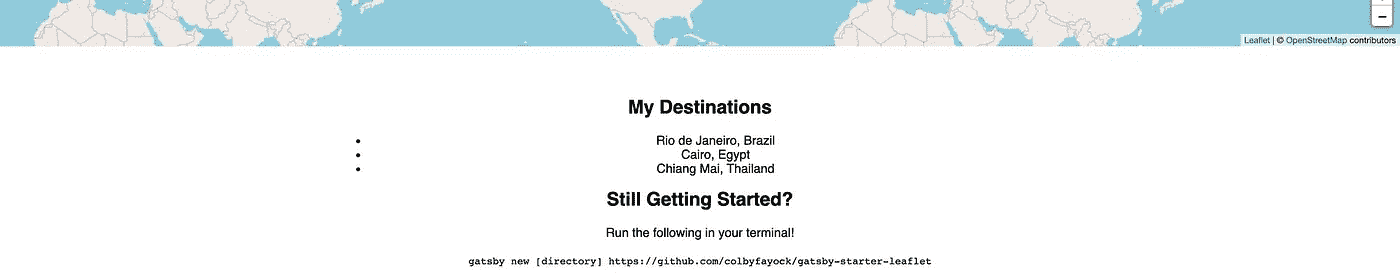 −
Leaflet | © OpenStreetMap contributors
My Destinations
• Rio de Janeiro, Brazil
• Cairo, Egypt
• Chiang Mai, Thailand
Still Getting Started?
Run the following in your terminal!
gatsby new [directory] https://github.com/colbyfayock/gatsby-starter-leaflet